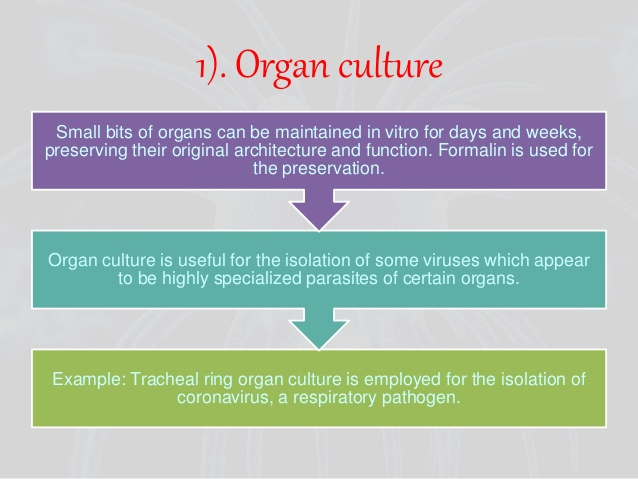 1). Organ culture
Small bits of organs can be maintained in vitro for days and weeks,
preserving their original architecture and function. Formalin is used for
the preservation.
Organ culture is useful for the isolation of some viruses which appear
to be highly specialized parasites of certain organs.
Example: Tracheal ring organ culture is employed for the isolation of
coronavirus, a respiratory pathogen.